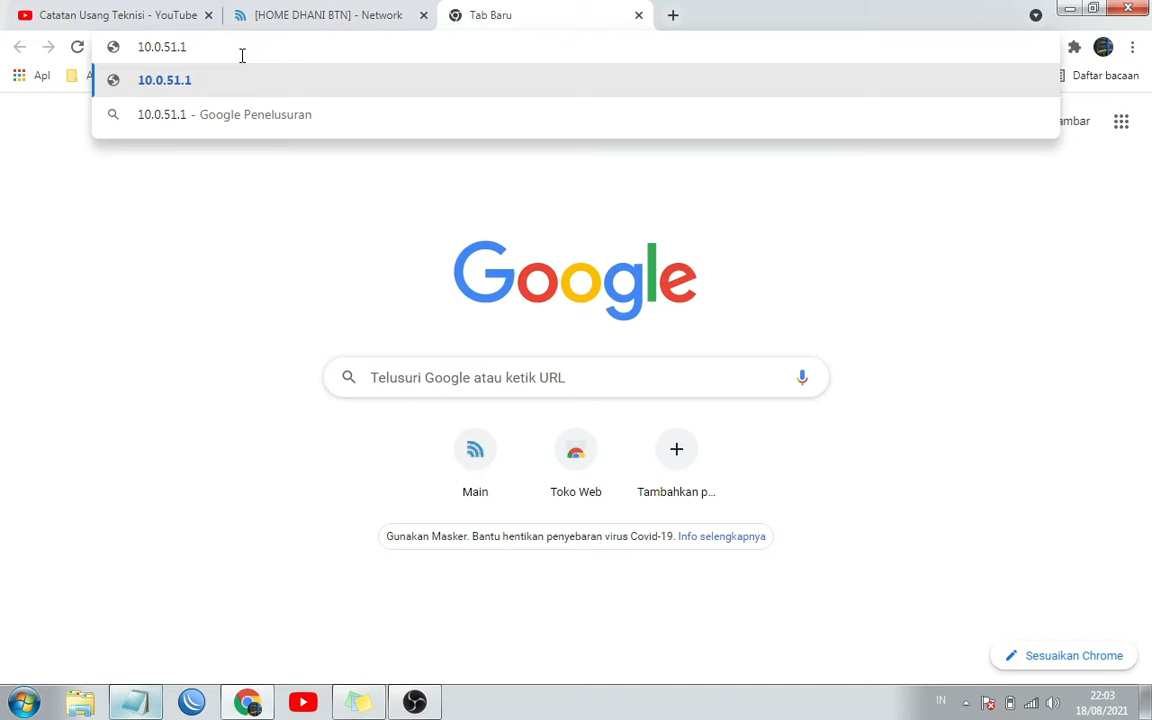 Catatan Usang Teknisi - YouTube
[HOME DHANI BTN] - Network
Tab Baru
10.0.51.1
Apl
A
Daftar bacaan
10.0.51.1
10.0.51.1 - Google Penelusuran
ambar
Google
Telusuri Google atau ketik URL
Main
Toko Web
Tambahkan p...
Gunakan Masker. Bantu hentikan penyebaran virus Covid-19. Info selengkapnya
Sesuaikan Chrome
IN
22:03
18/08/2021